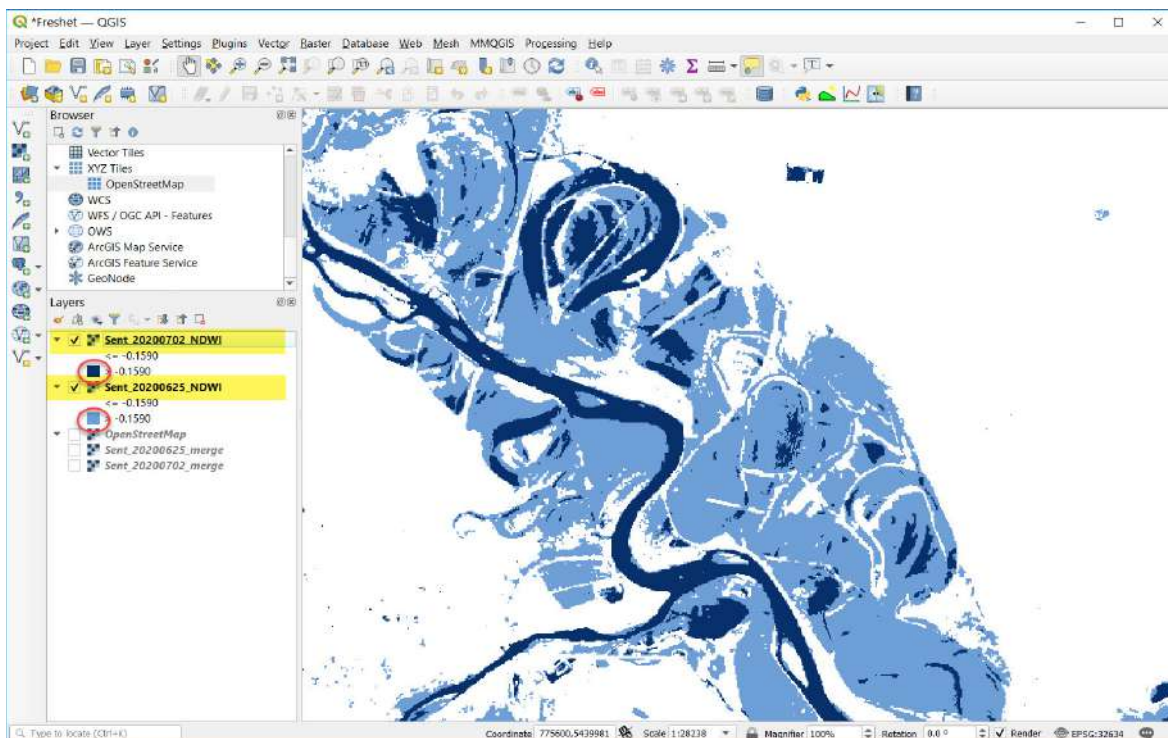 *Freshet — QGIS
Project Edit View Layer Settings Plugins Vector Raster Database Web Mesh MMQGIS Processing Help
Browser
Vector Tiles
XYZ Tiles
OpenStreetMap
WCS
WFS / OGC API - Features
OWS
ArcGIS Map Service
ArcGIS Feature Service
GeoNode
Layers
Sent_20200702_NDWI
<= -0.1590
> -0.1590
Sent_20200625_NDWI
<= -0.1590
> -0.1590
OpenStreetMap
Sent_20200625_merge
Sent_20200702_merge
Type to locate (Ctrl+K) Coordinate 775600,5439981 Scale 1:28238 Magnifier 100% Rotation 0.0 ° Render EPSG:32634